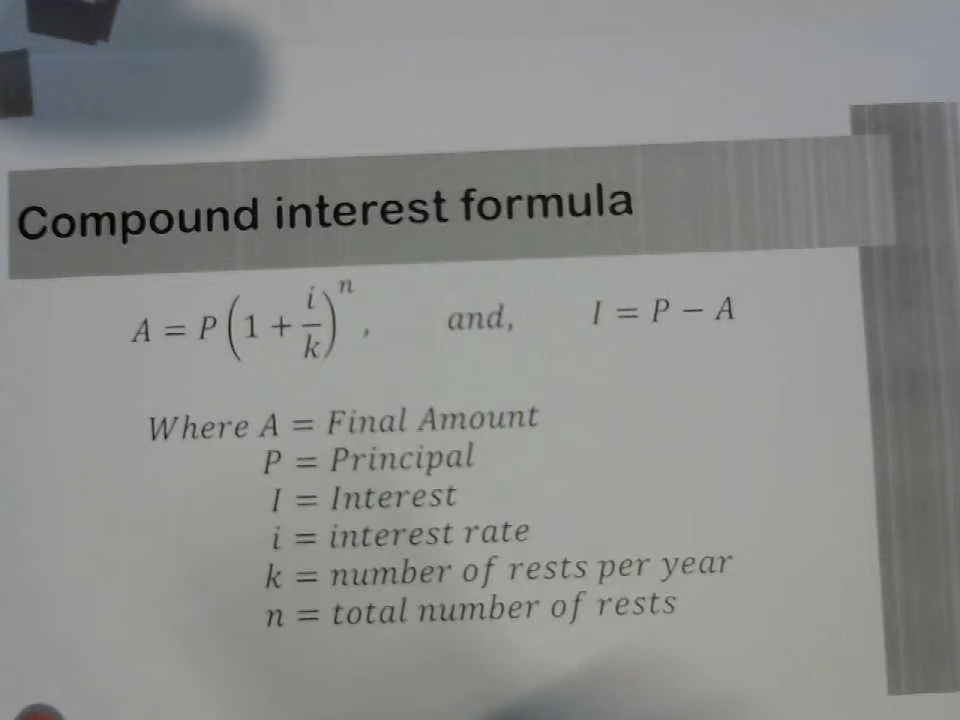 Compound interest formula
A = P(1 + i/k)^n, and, I = P − A
Where A = Final Amount
P = Principal
I = Interest
i = interest rate
k = number of rests per year
n = total number of rests